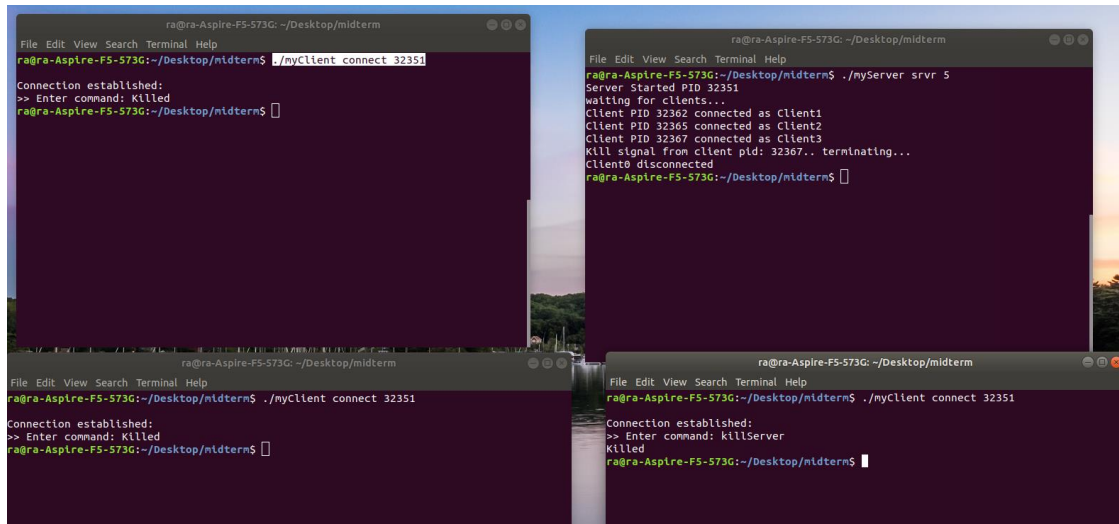 ra@ra-Aspire-F5-573G: ~/Desktop/midterm
File Edit View Search Terminal Help
ra@ra-Aspire-F5-573G:~/Desktop/midterm$ ./myClient connect 32351
Connection established:
>> Enter command: Killed
ra@ra-Aspire-F5-573G:~/Desktop/midterm$
ra@ra-Aspire-F5-573G: ~/Desktop/midterm
File Edit View Search Terminal Help
ra@ra-Aspire-F5-573G:~/Desktop/midterm$ ./myServer srvr 5
Server Started PID 32351
waiting for clients...
Client PID 32362 connected as Client1
Client PID 32365 connected as Client2
Client PID 32367 connected as Client3
Kill signal from client pid: 32367.. terminating...
Client0 disconnected
ra@ra-Aspire-F5-573G:~/Desktop/midterm$
ra@ra-Aspire-F5-573G: ~/Desktop/midterm
File Edit View Search Terminal Help
ra@ra-Aspire-F5-573G:~/Desktop/midterm$ ./myClient connect 32351
Connection established:
>> Enter command: Killed
ra@ra-Aspire-F5-573G:~/Desktop/midterm$
ra@ra-Aspire-F5-573G: ~/Desktop/midterm
File Edit View Search Terminal Help
ra@ra-Aspire-F5-573G:~/Desktop/midterm$ ./myClient connect 32351
Connection established:
>> Enter command: killServer
Killed
ra@ra-Aspire-F5-573G:~/Desktop/midterm$